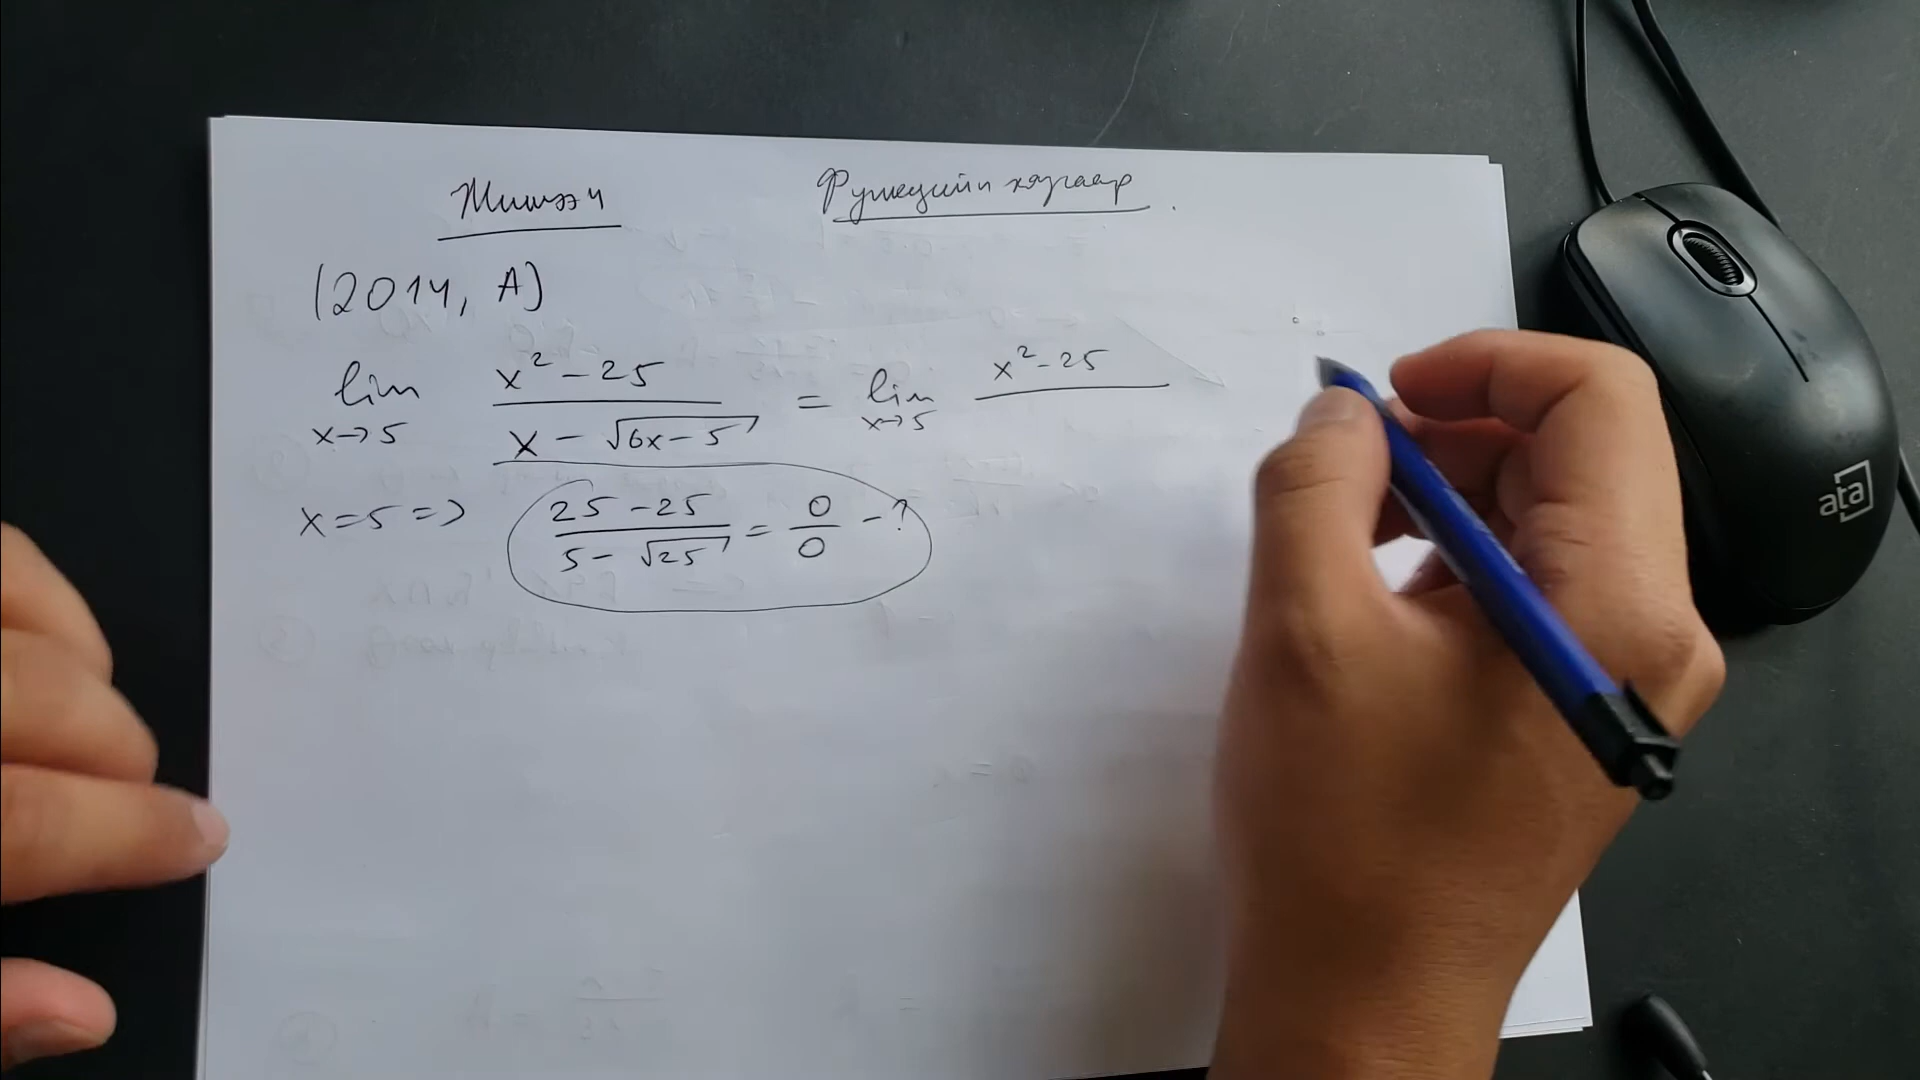 Жишээ Функцийн хязгаар.
(2014, A)
lim x→5 (x² - 25)/(x - √(6x - 5)) = lim x→5 (x² - 25)/
x = 5 => (25 - 25)/(5 - √25) = 0/0 - ?
ata